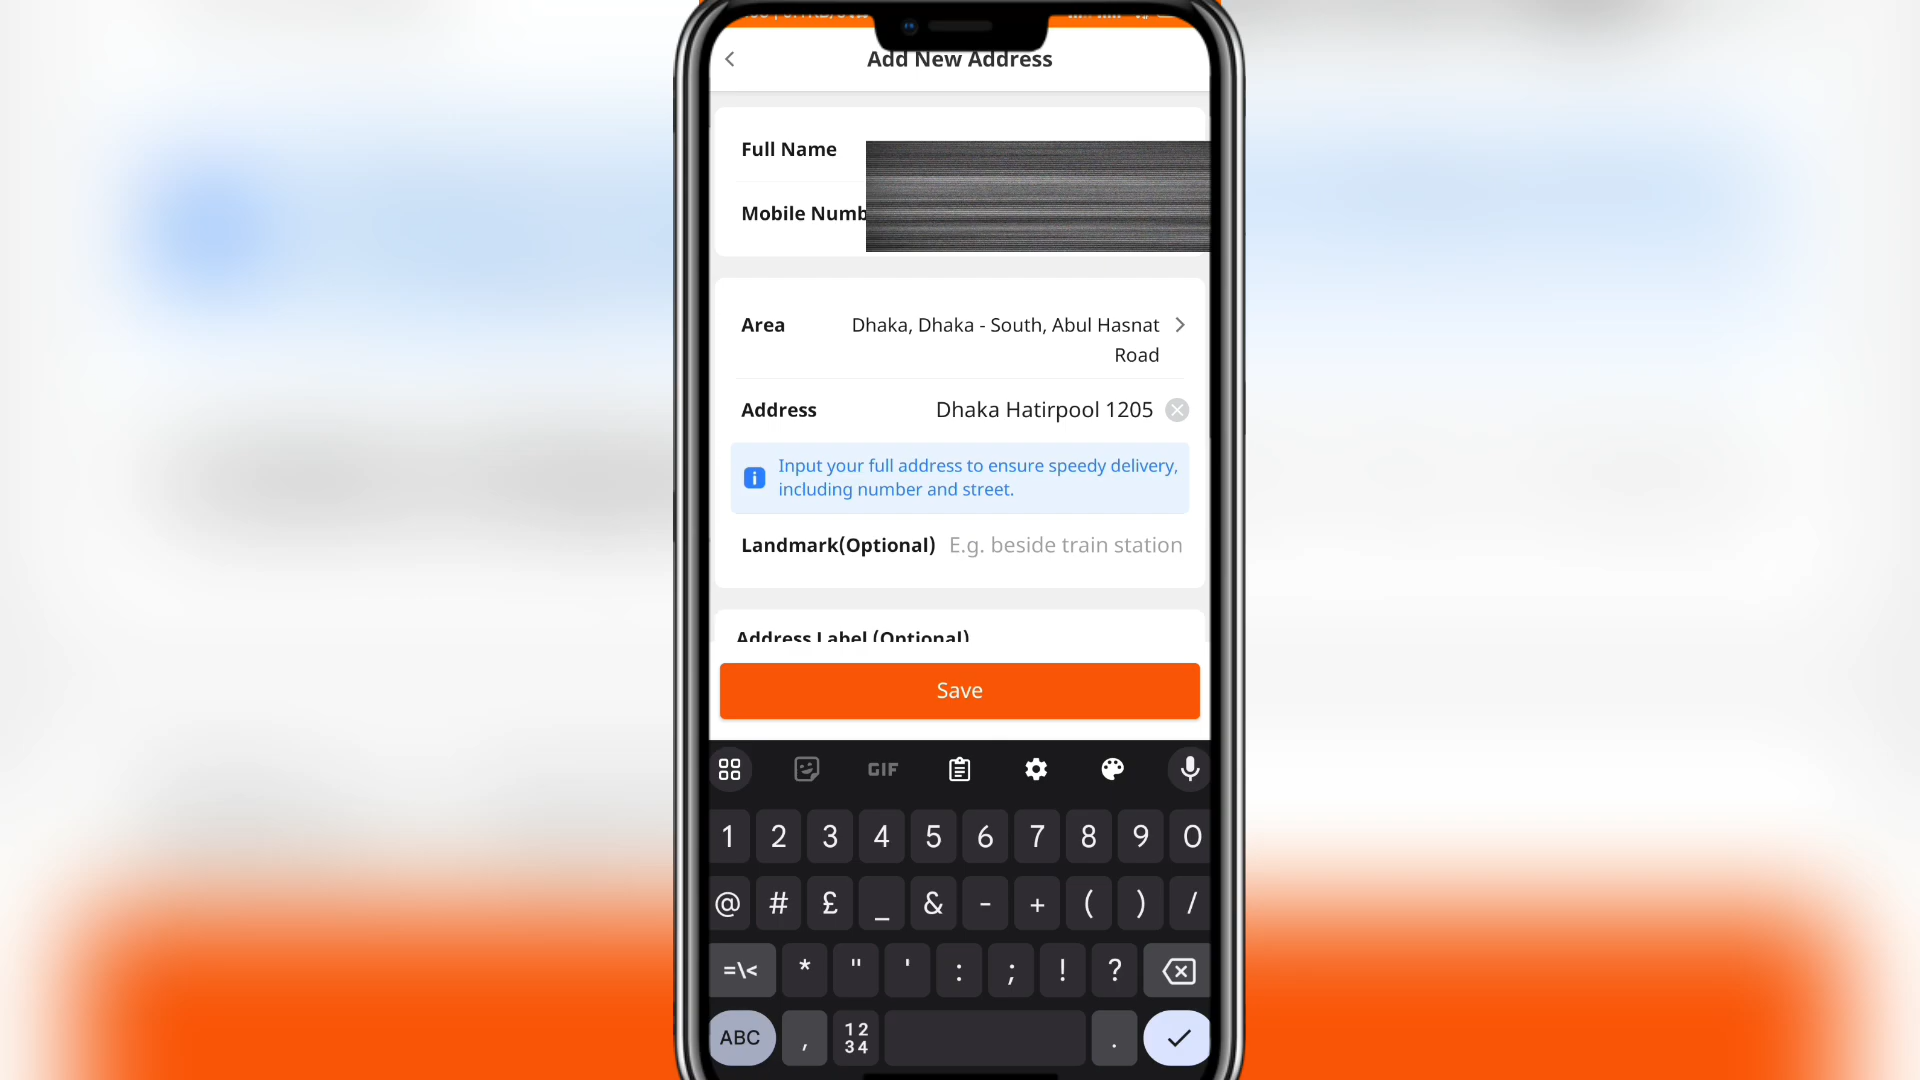 Add New Address
Full Name
Mobile Numb
Area
Dhaka, Dhaka - South, Abul Hasnat
Road
Address
Dhaka Hatirpool 1205
Input your full address to ensure speedy delivery,
including number and street.
Landmark(Optional) E.g. beside train station
Address Label (Optional)
Save
GIF
1 2 3 4 5 6 7 8 9 0
@ # £ _ & - + ( ) /
=\< * " ' : ; ! ?
ABC , 12 .
34